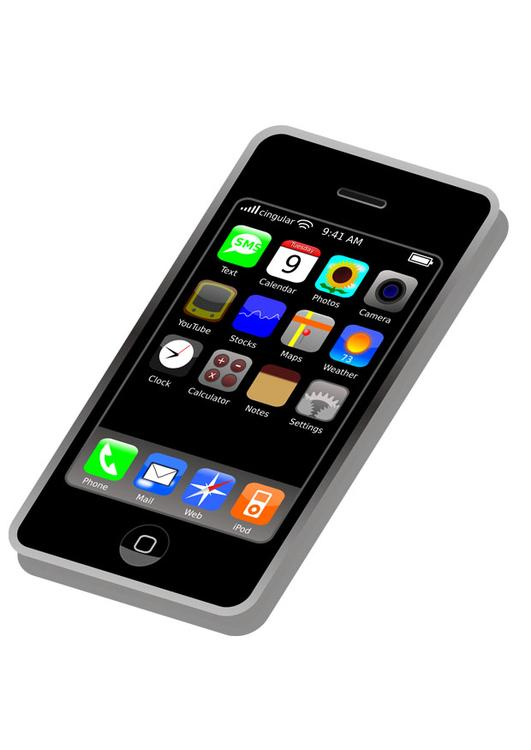 cingular 9:41 AM
SMS Tuesday 9
Text Calendar Photos Camera
73
YouTube Stocks Maps Weather
Clock Calculator Notes Settings
Phone Mail Web iPod